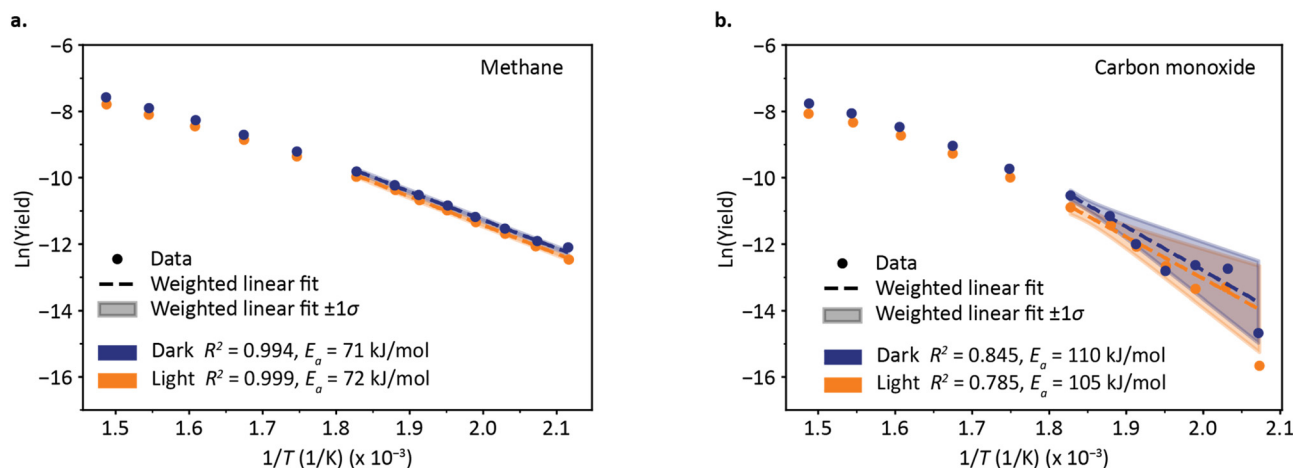 a.
Methane
Ln(Yield)
−6
−8
−10
−12
−14
−16
Data
Weighted linear fit
Weighted linear fit ±1σ
Dark R² = 0.994, Eₐ = 71 kJ/mol
Light R² = 0.999, Eₐ = 72 kJ/mol
1.5 1.6 1.7 1.8 1.9 2.0 2.1
1/T (1/K) (x 10⁻³)
b.
Carbon monoxide
Ln(Yield)
−6
−8
−10
−12
−14
−16
Data
Weighted linear fit
Weighted linear fit ±1σ
Dark R² = 0.845, Eₐ = 110 kJ/mol
Light R² = 0.785, Eₐ = 105 kJ/mol
1.5 1.6 1.7 1.8 1.9 2.0 2.1
1/T (1/K) (x 10⁻³)